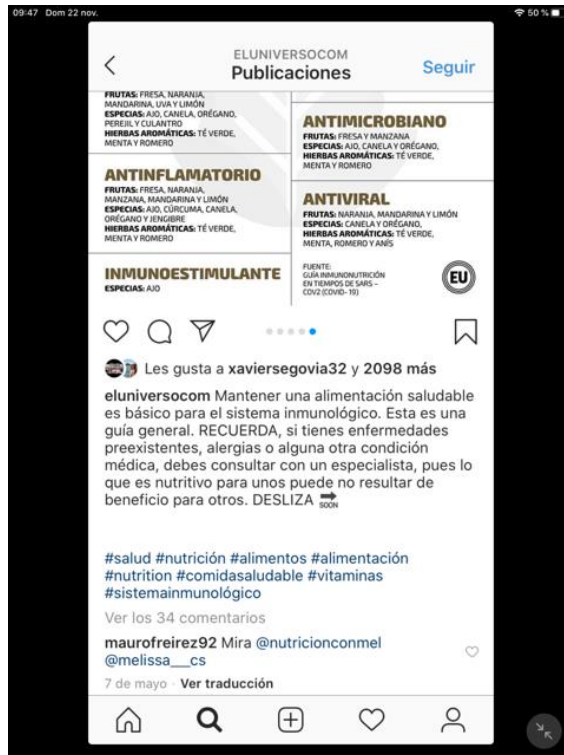 09:47 Dom 22 nov.
50 %
ELUNIVERSOCOM
Publicaciones
Seguir
FRUTAS: FRESA, NARANJA,
MANDARINA, UVA Y LIMÓN
ESPECIAS: AJO, CANELA, ORÉGANO,
PEREJIL Y CULANTRO
HIERBAS AROMÁTICAS: TÉ VERDE,
MENTA Y ROMERO
ANTINFLAMATORIO
FRUTAS: FRESA, NARANJA,
MANZANA, MANDARINA Y LIMÓN
ESPECIAS: AJO, CÚRCUMA, CANELA,
ORÉGANO Y JENGIBRE
HIERBAS AROMÁTICAS: TÉ VERDE,
MENTA Y ROMERO
INMUNOESTIMULANTE
ESPECIAS: AJO
ANTIMICROBIANO
FRUTAS: FRESA Y MANZANA
ESPECIAS: AJO, CANELA Y ORÉGANO,
HIERBAS AROMÁTICAS: TÉ VERDE,
MENTA Y ROMERO
ANTIVIRAL
FRUTAS: NARANJA, MANDARINA Y LIMÓN
ESPECIAS: CANELA Y ORÉGANO,
HIERBAS AROMÁTICAS: TÉ VERDE,
MENTA, ROMERO Y ANÍS
FUENTE:
GUÍA INMUNONUTRICIÓN
EN TIEMPOS DE SARS –
COV2 (COVID- 19)
EU
Les gusta a xaviersegovia32 y 2098 más
eluniversocom Mantener una alimentación saludable
es básico para el sistema inmunológico. Esta es una
guía general. RECUERDA, si tienes enfermedades
preexistentes, alergias o alguna otra condición
médica, debes consultar con un especialista, pues lo
que es nutritivo para unos puede no resultar de
beneficio para otros. DESLIZA SOON
#salud #nutrición #alimentos #alimentación
#nutrition #comidasaludable #vitaminas
#sistemainmunológico
Ver los 34 comentarios
maurofreirez92 Mira @nutricionconmel
@melissa___cs
7 de mayo · Ver traducción